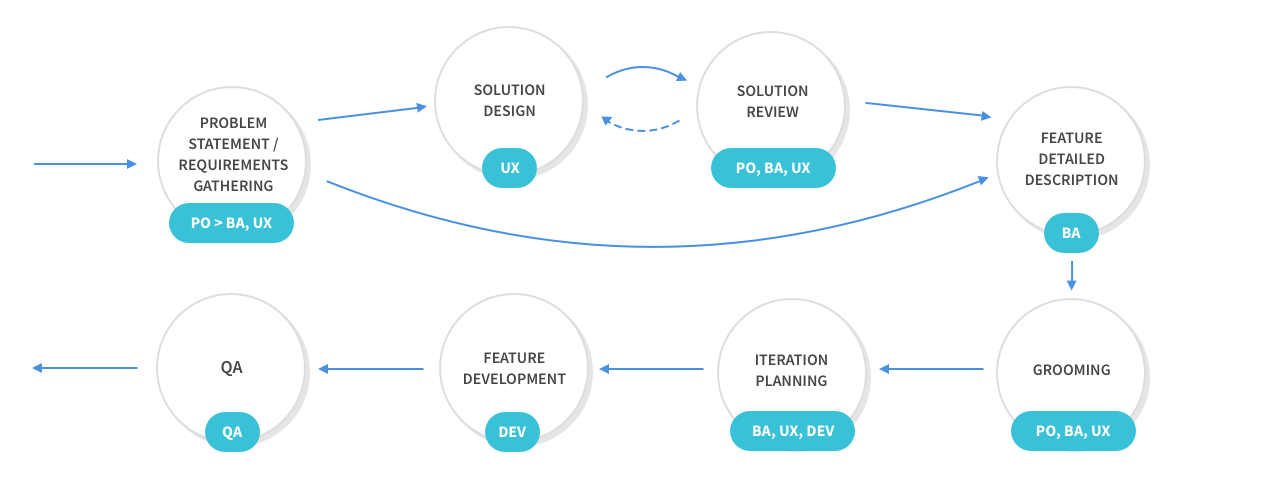 PROBLEM
STATEMENT /
REQUIREMENTS
GATHERING
PO > BA, UX
SOLUTION
DESIGN
UX
SOLUTION
REVIEW
PO, BA, UX
FEATURE
DETAILED
DESCRIPTION
BA
GROOMING
PO, BA, UX
ITERATION
PLANNING
BA, UX, DEV
FEATURE
DEVELOPMENT
DEV
QA
QA